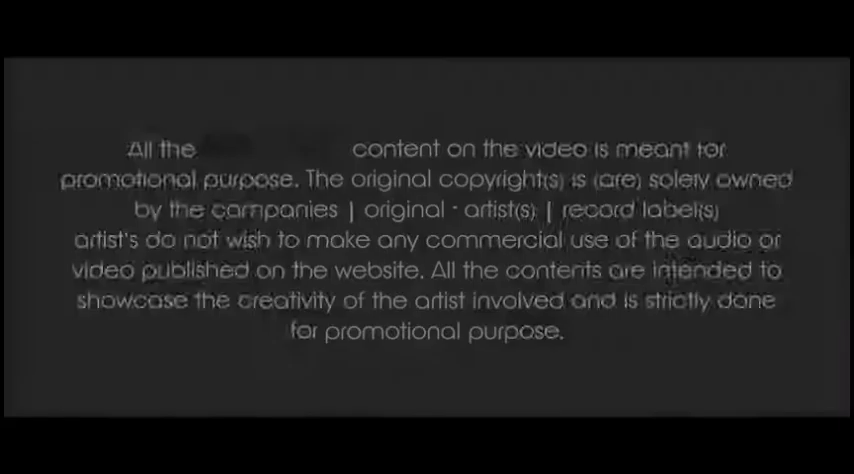 All the content on the video is meant for
promotional purpose. The original copyright(s) is (are) solely owned
by the companies | original - artist(s) | record label(s)
artist's do not wish to make any commercial use of the audio or
video published on the website. All the contents are intended to
showcase the creativity of the artist involved and is strictly done
for promotional purpose.